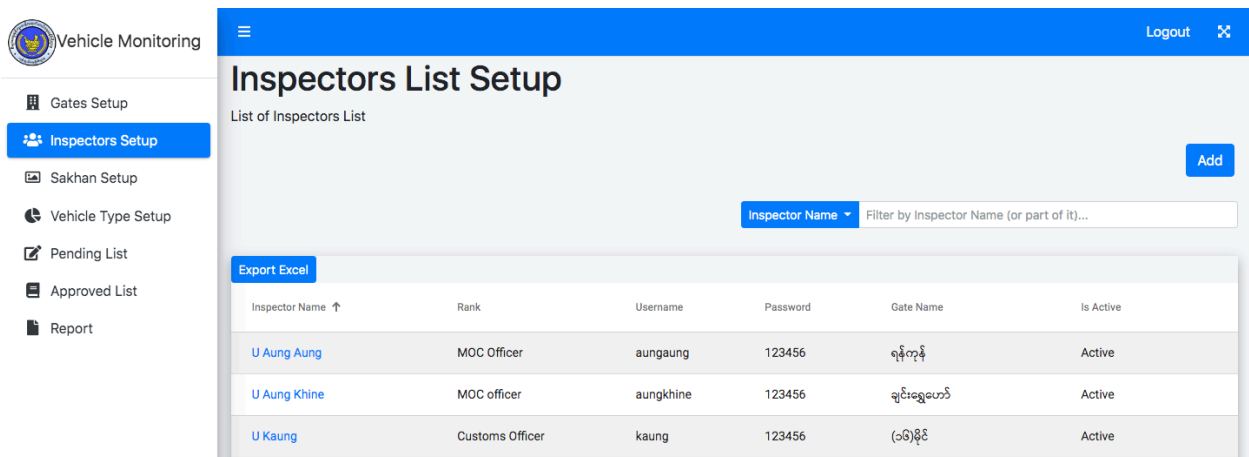 Vehicle Monitoring
Logout
Gates Setup
Inspectors Setup
Sakhan Setup
Vehicle Type Setup
Pending List
Approved List
Report
Inspectors List Setup
List of Inspectors List
Add
Inspector Name Filter by Inspector Name (or part of it)...
Export Excel
Inspector Name Rank Username Password Gate Name Is Active
U Aung Aung MOC Officer aungaung 123456 ရန်ကုန် Active
U Aung Khine MOC officer aungkhine 123456 ချင်းရွှေဟော် Active
U Kaung Customs Officer kaung 123456 (၁၆)မိုင် Active